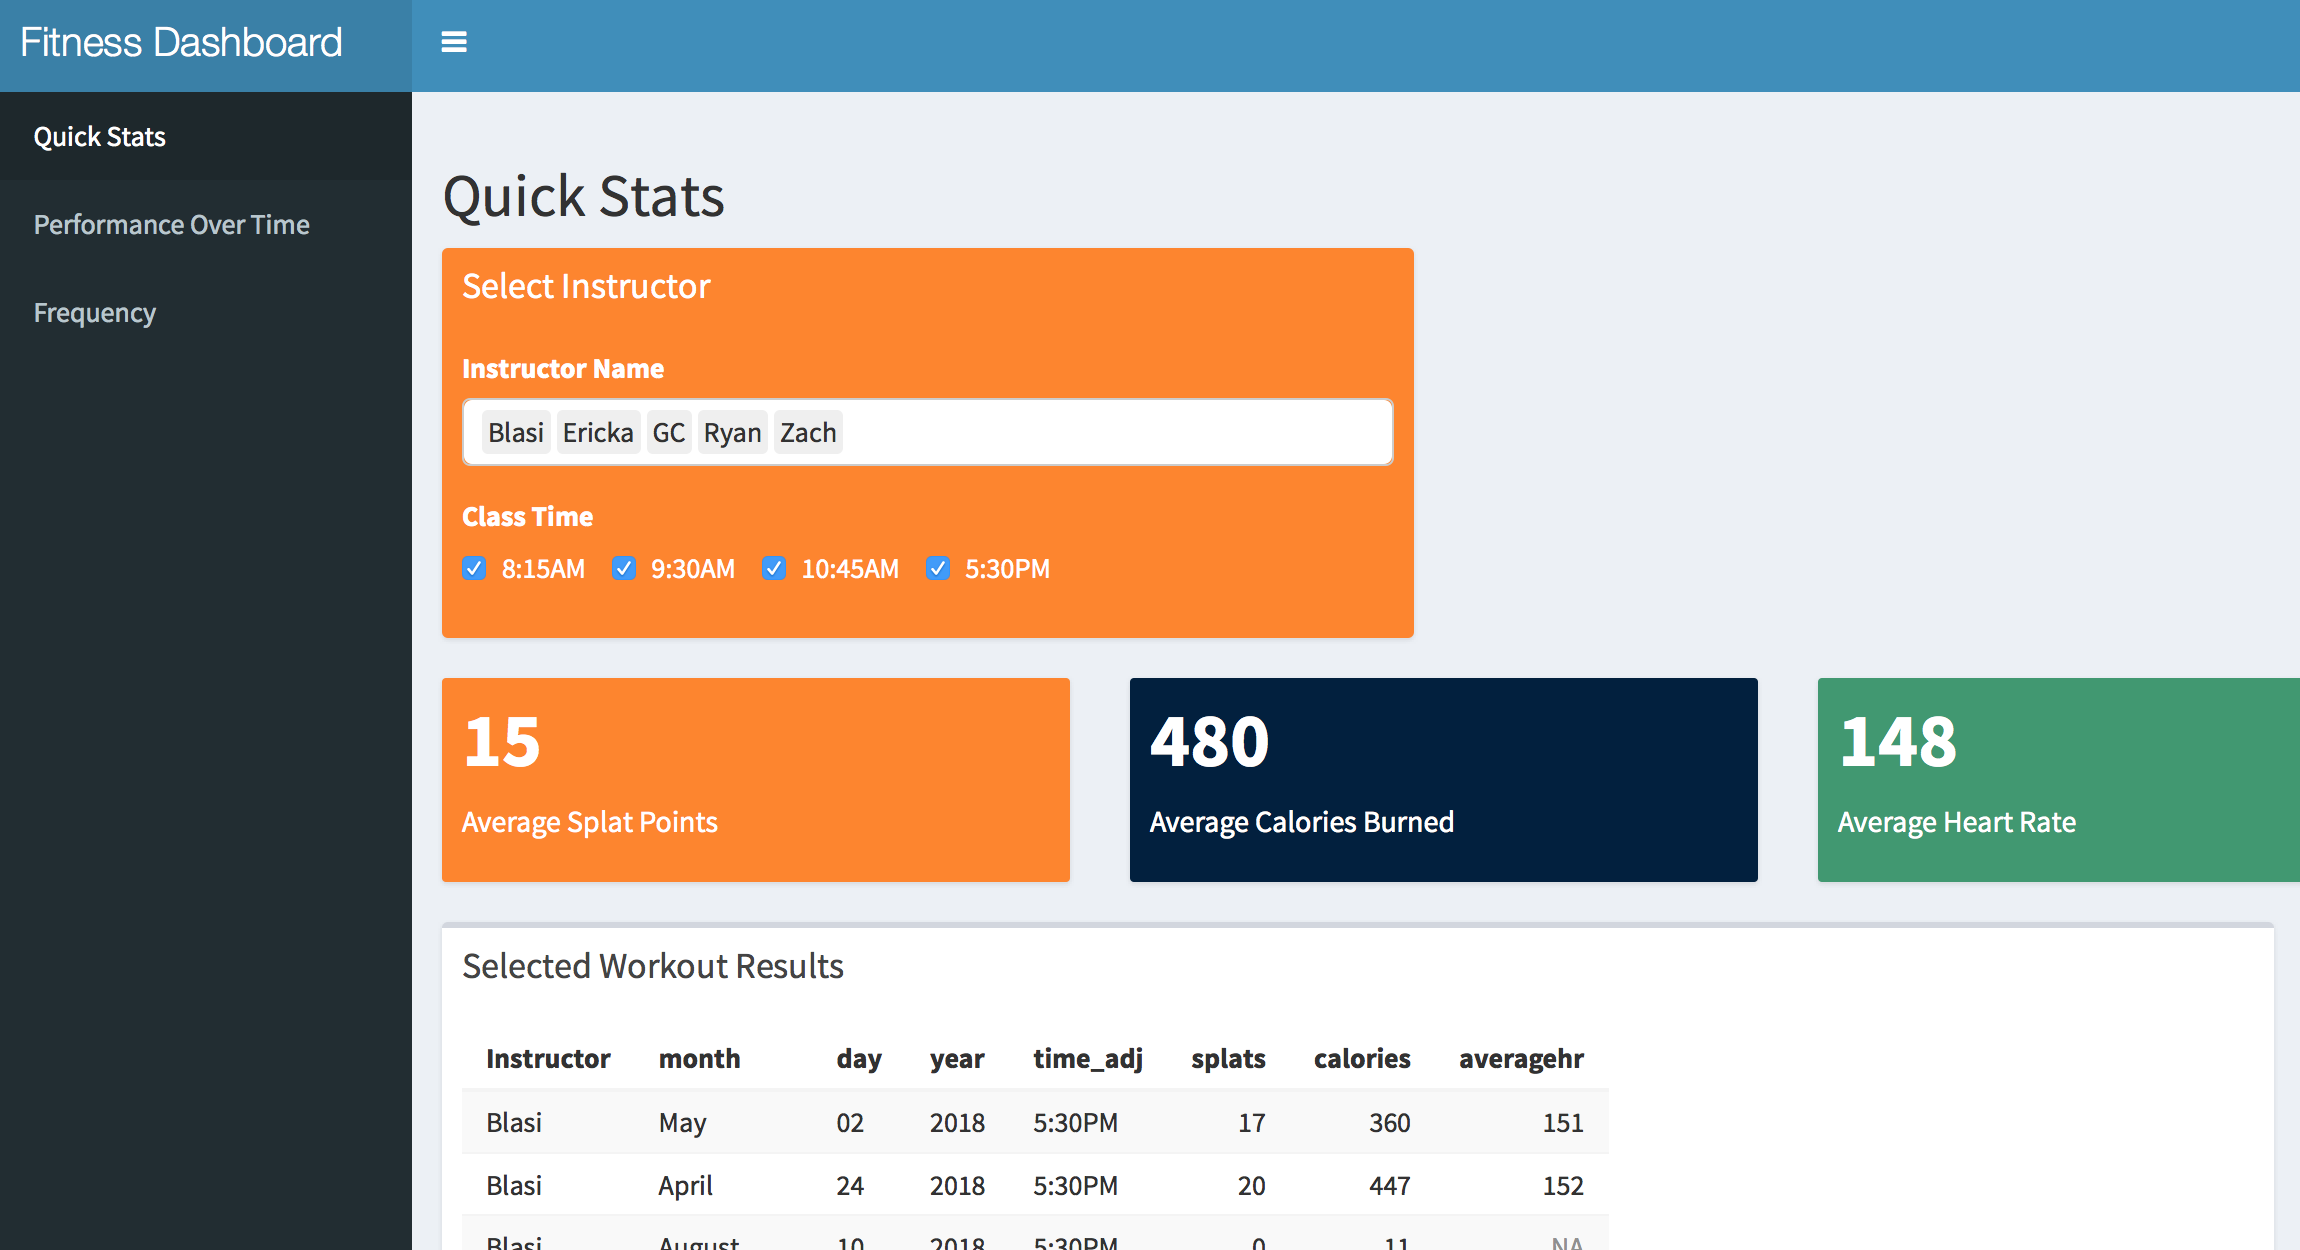 Fitness Dashboard
Quick Stats
Performance Over Time
Frequency
Quick Stats
Select Instructor
Instructor Name
Blasi Ericka GC Ryan Zach
Class Time
8:15AM 9:30AM 10:45AM 5:30PM
15 480 148
Average Splat Points Average Calories Burned Average Heart Rate
Selected Workout Results
Instructor month day year time_adj splats calories averagehr
Blasi May 02 2018 5:30PM 17 360 151
Blasi April 24 2018 5:30PM 20 447 152
Blasi August 10 2018 5:30PM 0 11 NA